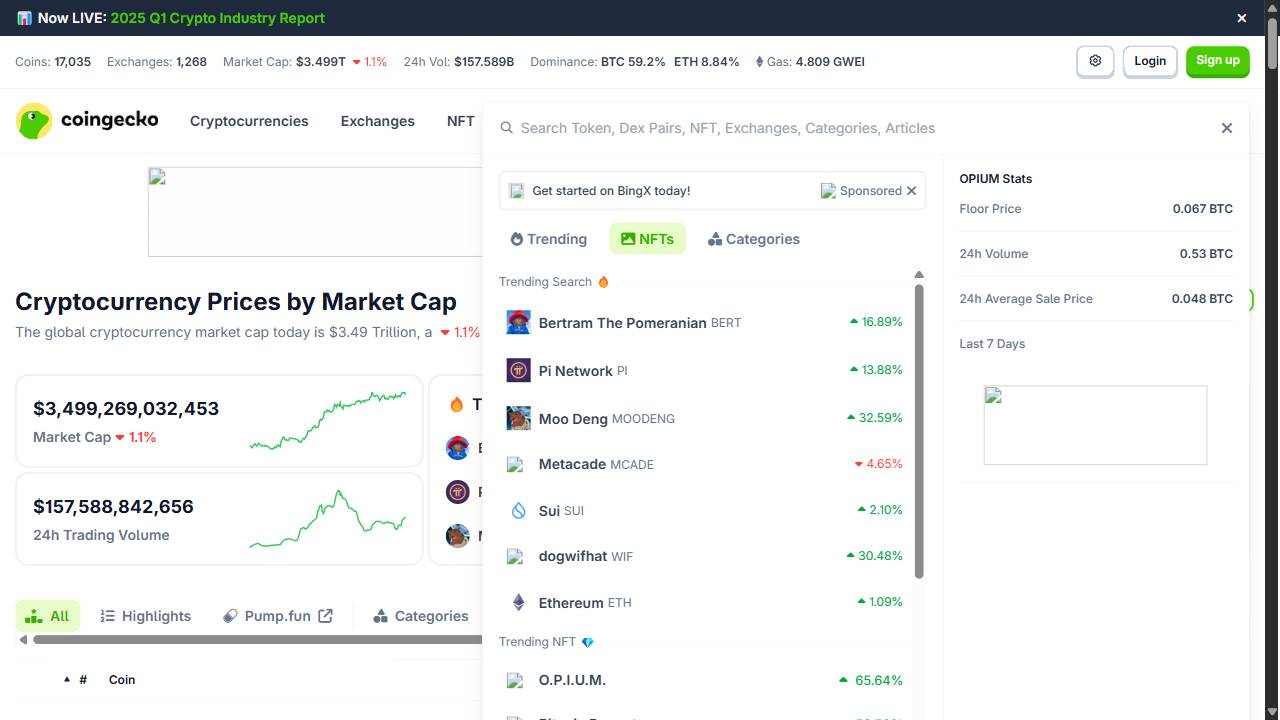 Now LIVE: 2025 Q1 Crypto Industry Report
Coins: 17,035 Exchanges: 1,268 Market Cap: $3.499T 1.1% 24h Vol: $157.589B Dominance: BTC 59.2% ETH 8.84% Gas: 4.809 GWEI
Login
Sign up
coingecko
Cryptocurrencies
Exchanges
NFT
Search Token, Dex Pairs, NFT, Exchanges, Categories, Articles
Get started on BingX today!
Sponsored
Trending
NFTs
Categories
Trending Search
Bertram The Pomeranian BERT 16.89%
Pi Network PI 13.88%
Moo Deng MOODENG 32.59%
Metacade MCADE 4.65%
Sui SUI 2.10%
dogwifhat WIF 30.48%
Ethereum ETH 1.09%
Trending NFT
O.P.I.U.M. 65.64%
OPIUM Stats
Floor Price 0.067 BTC
24h Volume 0.53 BTC
24h Average Sale Price 0.048 BTC
Last 7 Days
Cryptocurrency Prices by Market Cap
The global cryptocurrency market cap today is $3.49 Trillion, a 1.1%
$3,499,269,032,453
Market Cap 1.1%
$157,588,842,656
24h Trading Volume
All
Highlights
Pump.fun
Categories
# Coin